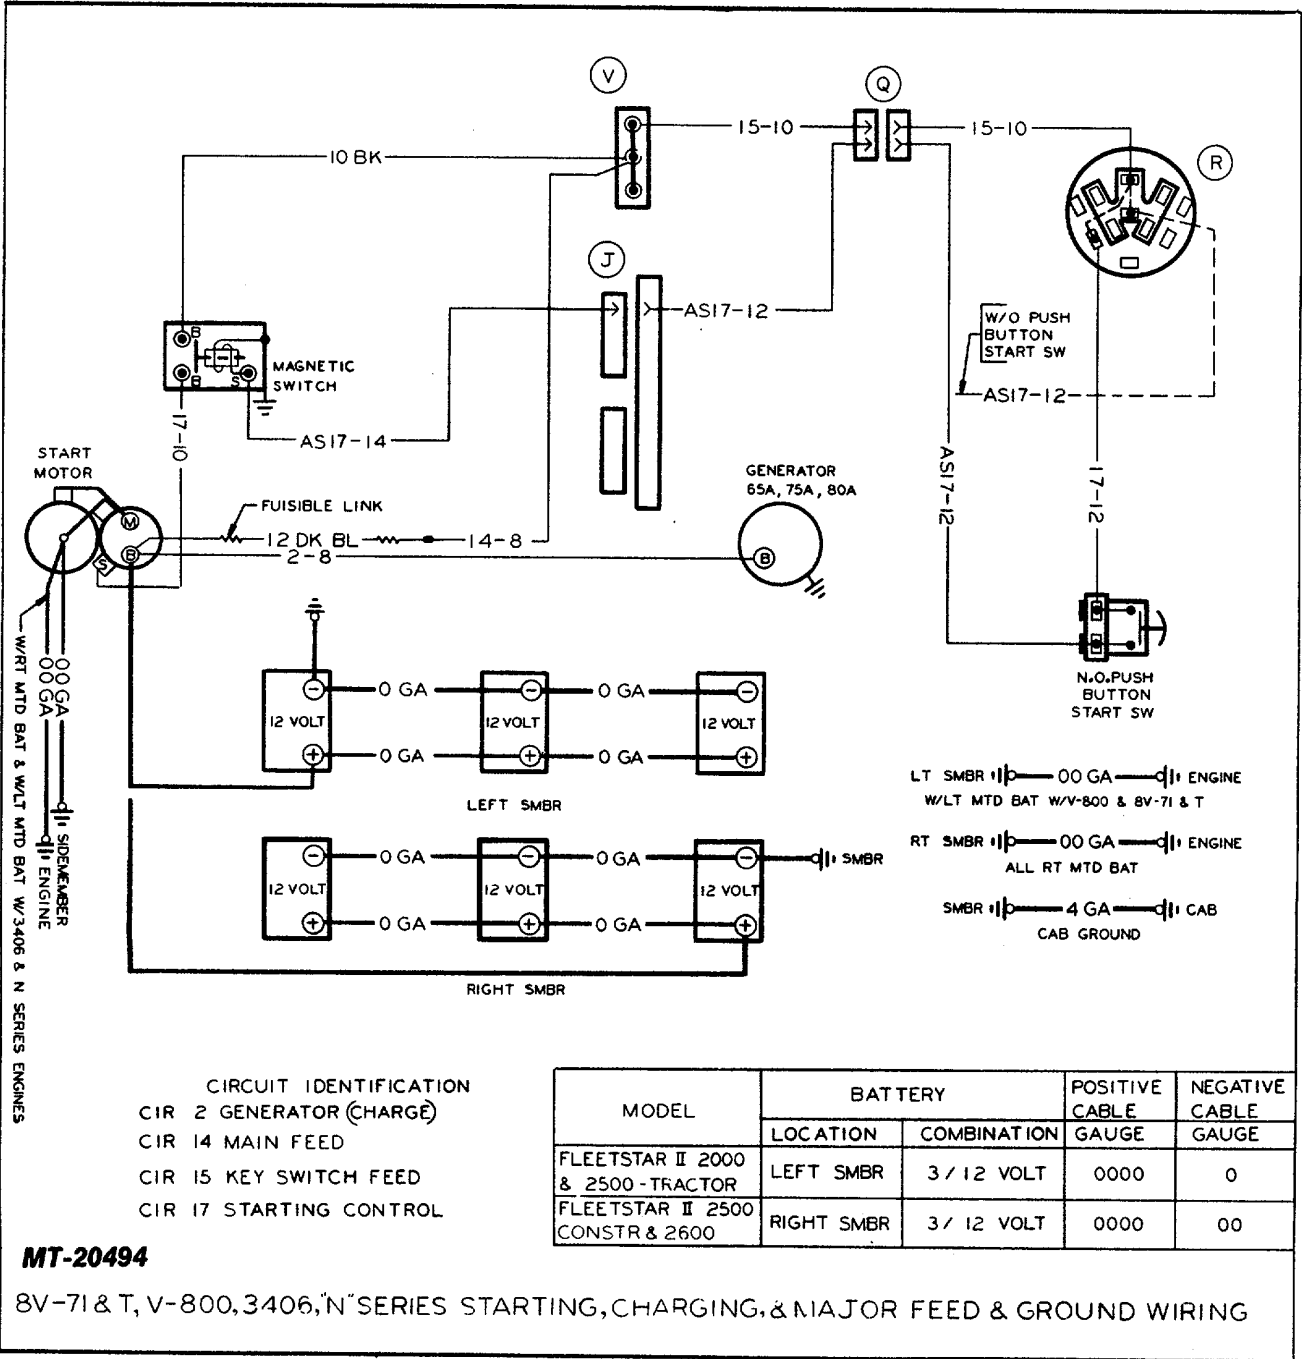 V
Q
15-10
15-10
10 BK
R
J
AS17-12
W/O PUSH
BUTTON
START SW
B
B
S
MAGNETIC
SWITCH
AS17-12
17-10
AS17-14
START
MOTOR
AS17-12
17-12
GENERATOR
65A, 75A, 80A
FUISIBLE LINK
M
B
S
12 DK BL
14-8
2-8
B
00 GA
00 GA
W/RT MTD BAT & W/LT MTD BAT W/3406 & N SERIES ENGINES
SIDEMEMBER
ENGINE
N.O.PUSH
BUTTON
START SW
− 0 GA − 0 GA −
12 VOLT 12 VOLT 12 VOLT
+ 0 GA + 0 GA +
LEFT SMBR
− 0 GA − 0 GA − SMBR
12 VOLT 12 VOLT 12 VOLT
+ 0 GA + 0 GA +
RIGHT SMBR
LT SMBR 00 GA ENGINE
W/LT MTD BAT W/V-800 & 8V-71 & T
RT SMBR 00 GA ENGINE
ALL RT MTD BAT
SMBR 4 GA CAB
CAB GROUND
CIRCUIT IDENTIFICATION
CIR 2 GENERATOR (CHARGE)
CIR 14 MAIN FEED
CIR 15 KEY SWITCH FEED
CIR 17 STARTING CONTROL
MODEL
BATTERY
POSITIVE
CABLE
NEGATIVE
CABLE
LOCATION COMBINATION GAUGE GAUGE
FLEETSTAR II 2000
& 2500-TRACTOR
LEFT SMBR 3/12 VOLT 0000 0
FLEETSTAR II 2500
CONSTR & 2600
RIGHT SMBR 3/12 VOLT 0000 00
MT-20494
8V-71 & T, V-800, 3406, "N" SERIES STARTING, CHARGING, & MAJOR FEED & GROUND WIRING